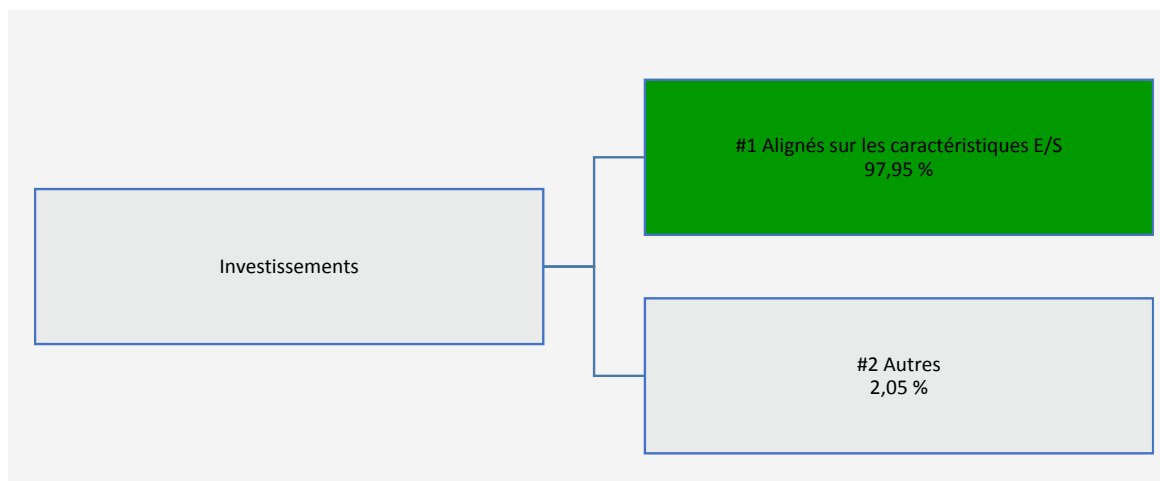 #1 Alignés sur les caractéristiques E/S
97,95 %
Investissements
#2 Autres
2,05 %